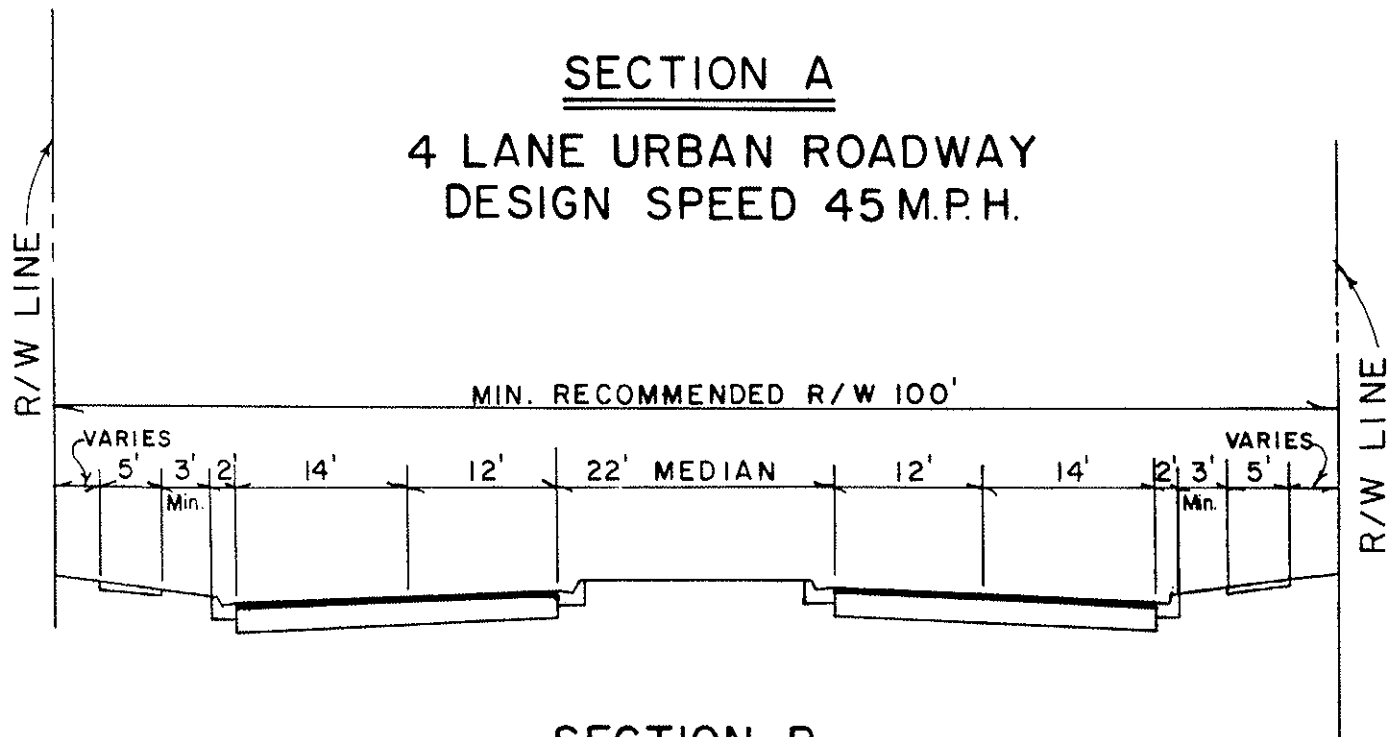 SECTION A
4 LANE URBAN ROADWAY
DESIGN SPEED 45 M.P.H.
R/W LINE
R/W LINE
MIN. RECOMMENDED R/W 100'
VARIES 5' 3' 2' 14' 12' 22' MEDIAN 12' 14' 2' 3' 5' VARIES
Min. Min.
SECTION